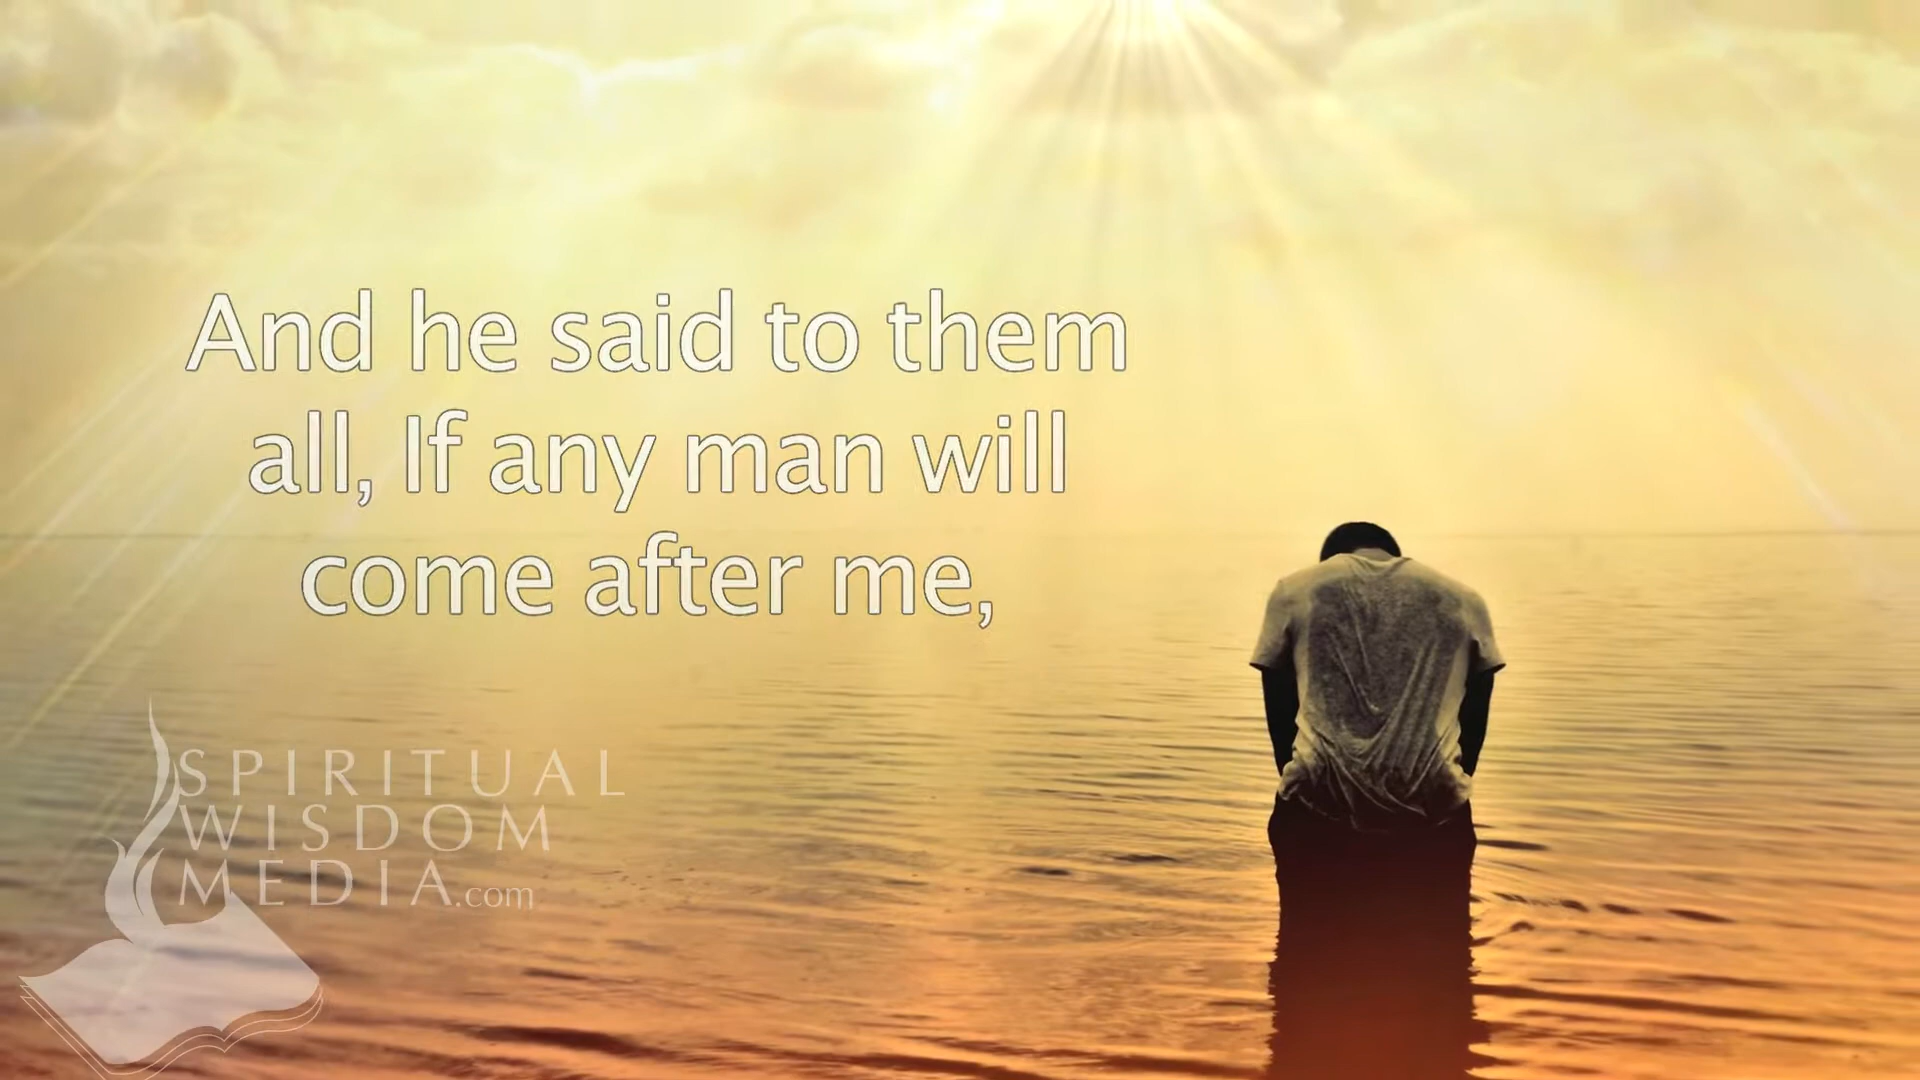 And he said to them
all, If any man will
come after me,
SPIRITUAL
WISDOM
MEDIA.com